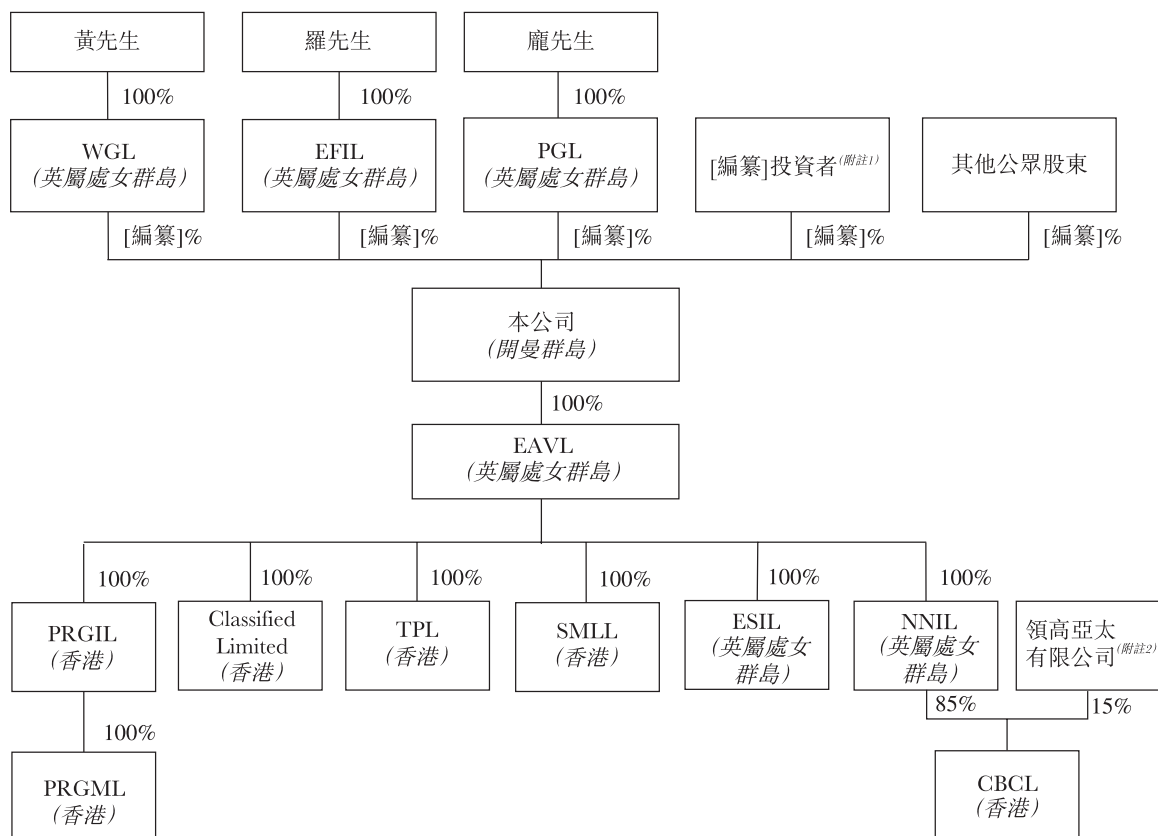 黃先生
羅先生
龐先生
100%
100%
100%
WGL
(英屬處女群島)
EFIL
(英屬處女群島)
PGL
(英屬處女群島)
[編纂]投資者(附註1)
其他公眾股東
[編纂]%
[編纂]%
[編纂]%
[編纂]%
[編纂]%
本公司
(開曼群島)
100%
EAVL
(英屬處女群島)
100%
100%
100%
100%
100%
100%
PRGIL
(香港)
Classified
Limited
(香港)
TPL
(香港)
SMLL
(香港)
ESIL
(英屬處女
群島)
NNIL
(英屬處女
群島)
領高亞太
有限公司(附註2)
85%
15%
100%
PRGML
(香港)
CBCL
(香港)